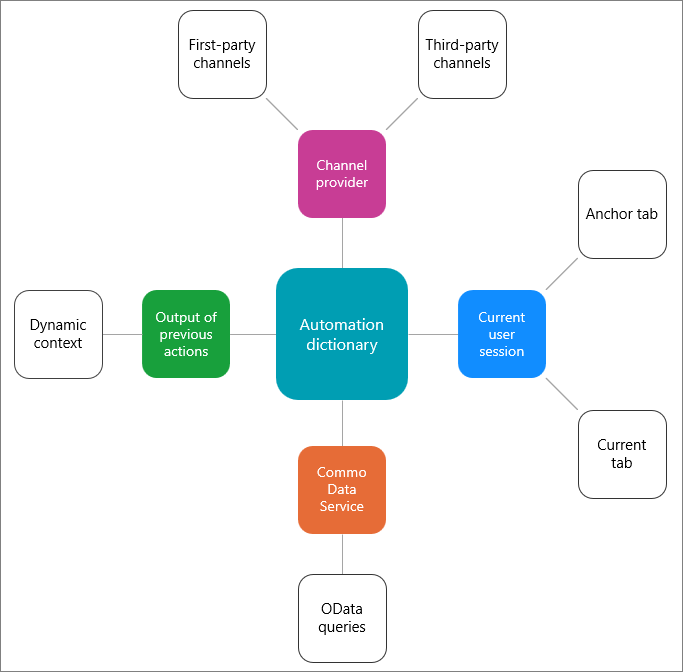 First-party
channels
Third-party
channels
Channel
provider
Anchor tab
Dynamic
context
Output of
previous
actions
Automation
dictionary
Current
user
session
Current
tab
Commo
Data
Service
OData
queries